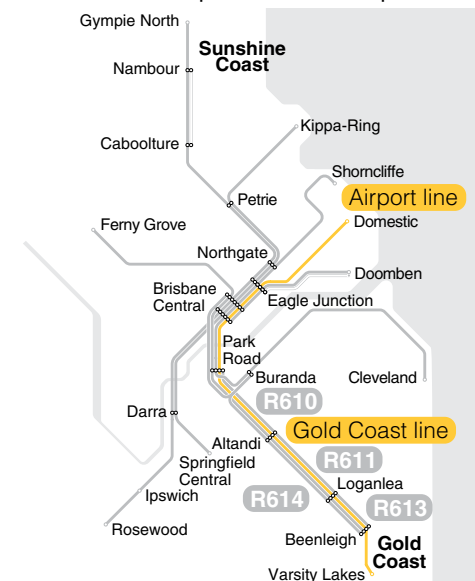 Gympie North
Sunshine
Coast
Nambour
Kippa-Ring
Caboolture
Shorncliffe
Airport line
Petrie
Domestic
Ferny Grove
Northgate
Doomben
Brisbane
Central
Eagle Junction
Park
Road
Buranda
Cleveland
R610
Darra
Gold Coast line
Altandi
R611
Springfield
Central
Loganlea
Ipswich
R614
R613
Rosewood
Beenleigh
Gold
Coast
Varsity Lakes